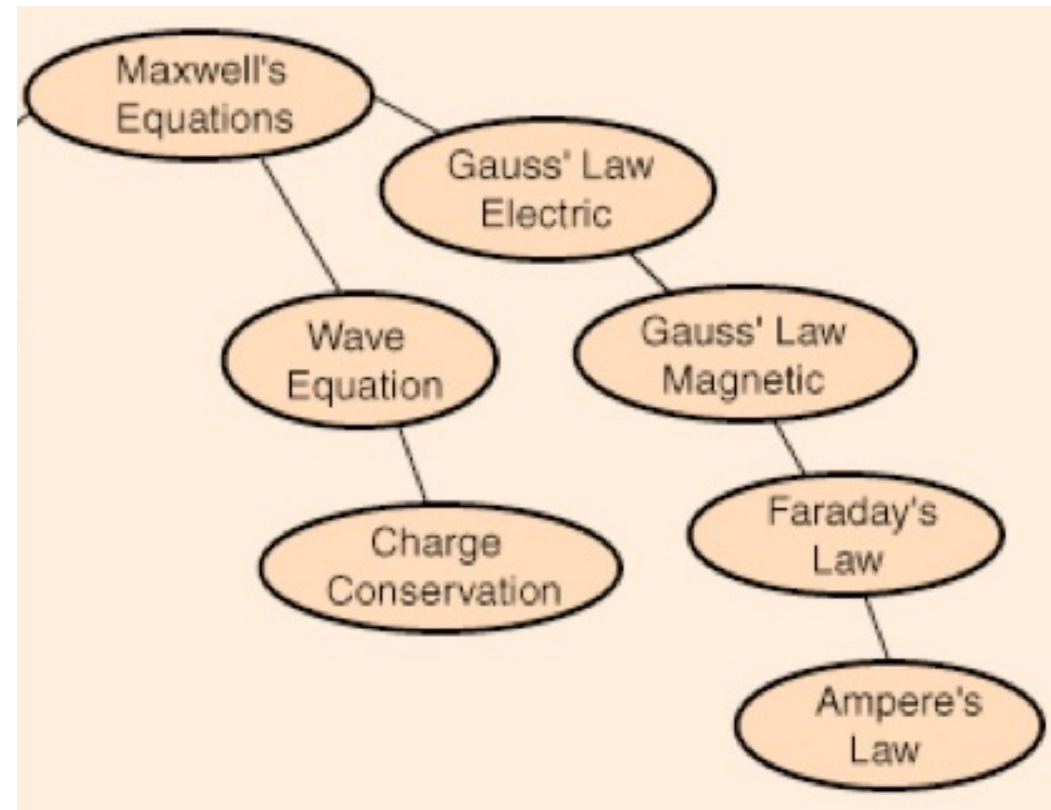 Maxwell's
Equations
Gauss' Law
Electric
Wave
Equation
Gauss' Law
Magnetic
Charge
Conservation
Faraday's
Law
Ampere's
Law